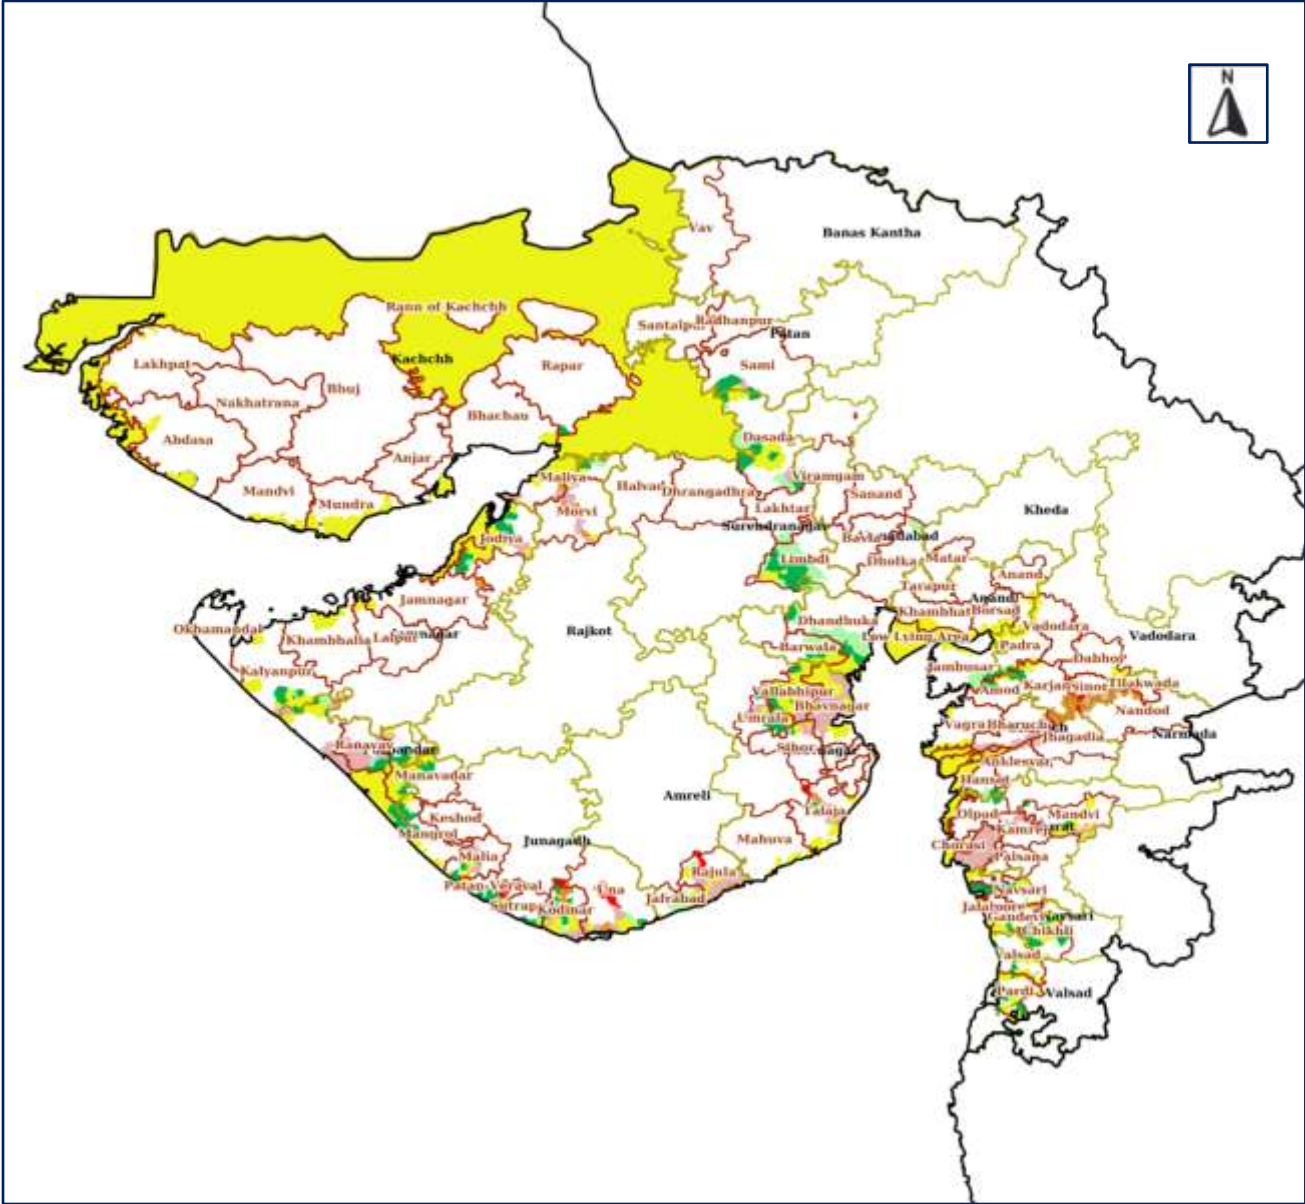 N
Vav
Banas Kantha
Rann of Kachchh
Radhanpur
Patan
Kachchh
Lakhpat
Rapar
Sami
Bhuj
Nakhatrana
Bhachau
Abdasa
Dasada
Anjar
Maliya
Viramgam
Mandvi
Halvad
Dhrangadhra
Sanand
Mundra
Lakhtar
Morvi
Kheda
Surendranagar
Jodiya
Limbdi
Dholka
Matar
Anand
Tarapur
Jamnagar
Anand
Khambhat
Borsad
Okhamandal
Dhandhuka
Vadodara
Khambhalia
Lalpur
Rajkot
Low Lying Area
Vadodara
Barwala
Padra
Dabhoi
Kalyanpur
Jambusar
Tilakwada
Vallabhipur
Amod
Karjan
Sinor
Bhavnagar
Nandod
Umrala
Vagra
Bharuch
Narmada
Ranavav
Sihor
Jhagadia
Anklesvar
Manavadar
Hansot
Amreli
Talaja
Olpad
Mandvi
Keshod
Kamrej
Mangrol
Mahuva
Junagadh
Chorasi
Malia
Palsana
Rajula
Patan-Veraval
Una
Navsari
Jafrabad
Kodinar
Jalalpore
Gandevi
Chikhli
Valsad
Pardi
Valsad